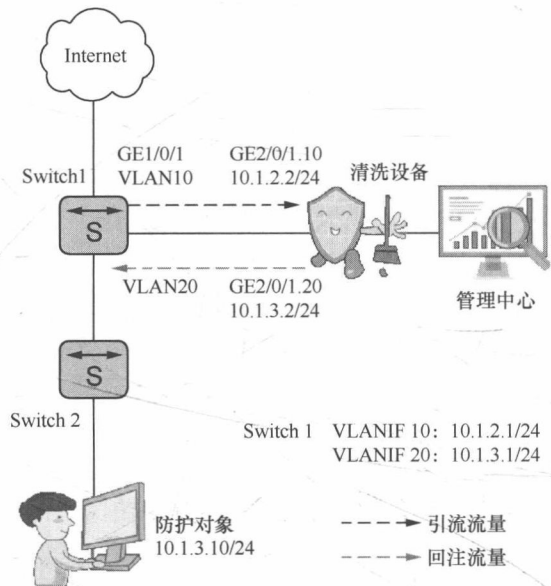 Internet
GE1/0/1
GE2/0/1.10
清洗设备
Switch1
VLAN10
10.1.2.2/24
S
VLAN20
GE2/0/1.20
10.1.3.2/24
管理中心
S
Switch 2
Switch 1 VLANIF 10：10.1.2.1/24
VLANIF 20：10.1.3.1/24
防护对象
10.1.3.10/24
引流流量
回注流量